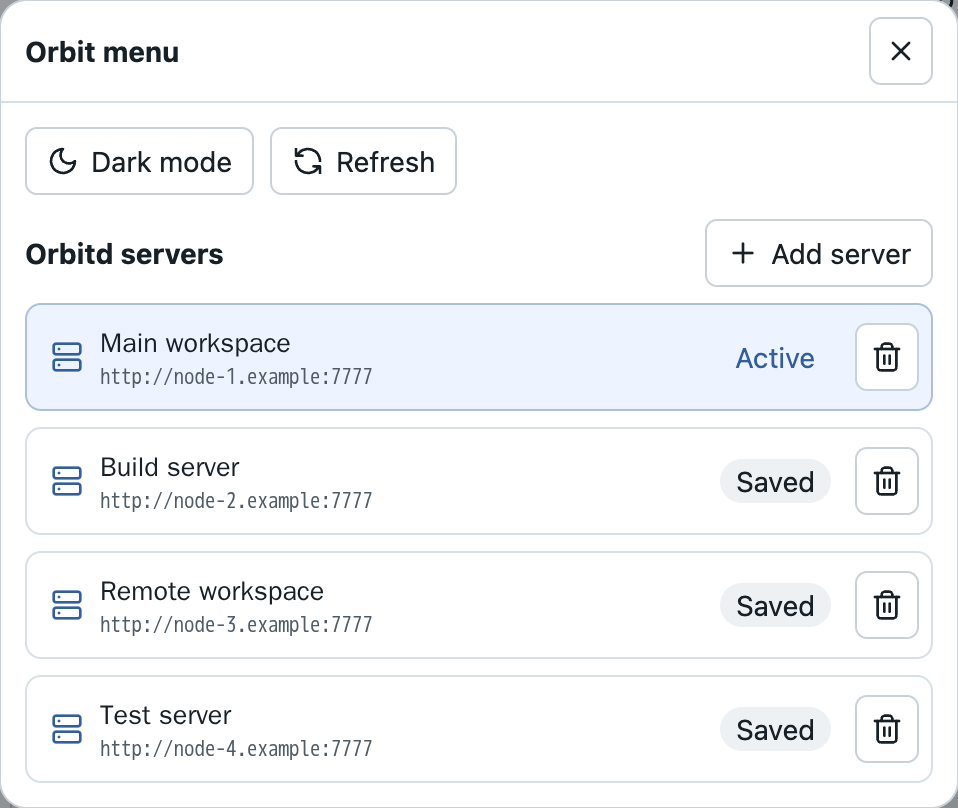 Orbit menu
Dark mode
Refresh
Orbitd servers
Add server
Main workspace
http://node-1.example:7777
Active
Build server
http://node-2.example:7777
Saved
Remote workspace
http://node-3.example:7777
Saved
Test server
http://node-4.example:7777
Saved